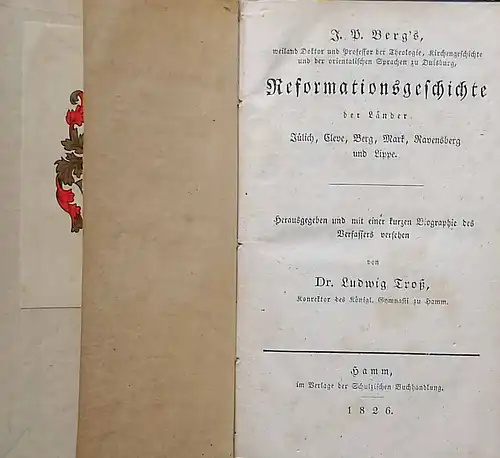 J. P. Berg's,
weiland Doktor und Professor der Theologie, Kirchengeschichte
und der orientalischen Sprachen zu Duisburg,
Reformationsgeschichte
der Länder
Jülich, Cleve, Berg, Mark, Ravensberg
und Lippe.
Herausgegeben und mit einer kurzen Biographie des
Verfassers versehen
von
Dr. Ludwig Troß,
Konrektor des Königl. Gymnasii zu Hamm.
Hamm,
im Verlage der Schulzischen Buchhandlung.
1826.